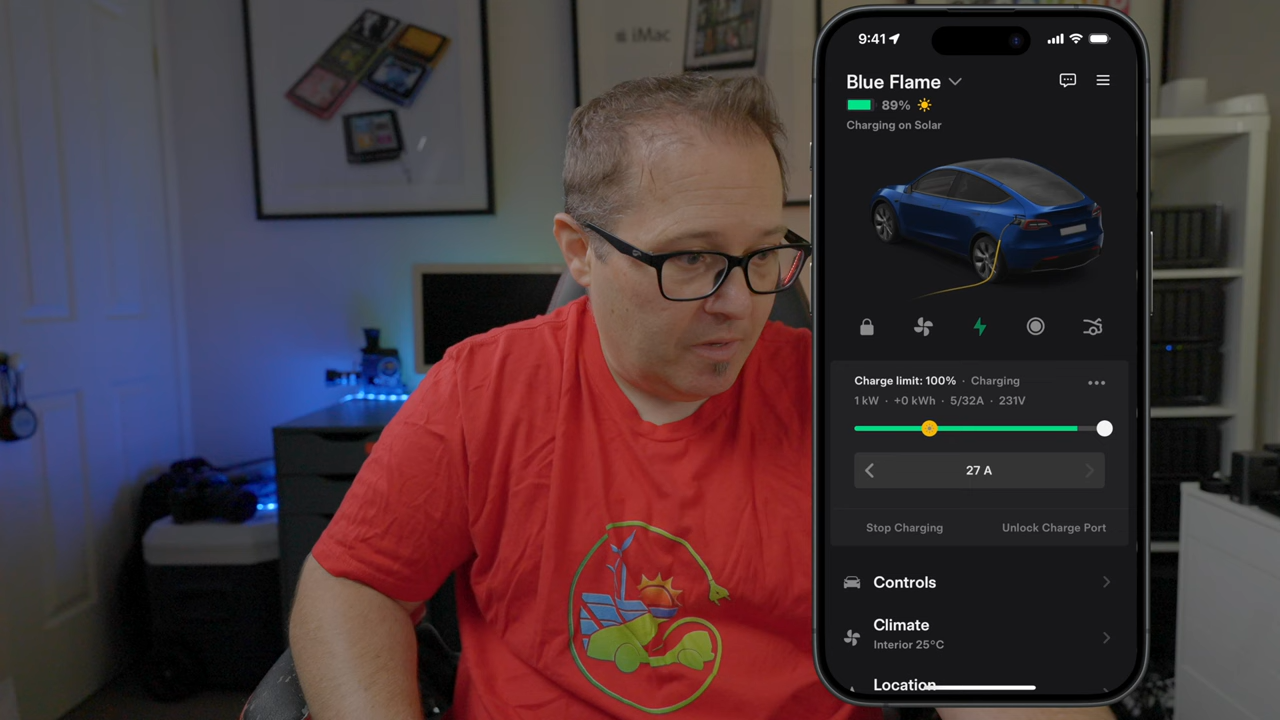 iMac
9:41
Blue Flame
89%
Charging on Solar
Charge limit: 100% · Charging
1 kW · +0 kWh · 5/32A · 231V
27 A
Stop Charging
Unlock Charge Port
Controls
Climate
Interior 25°C
Location